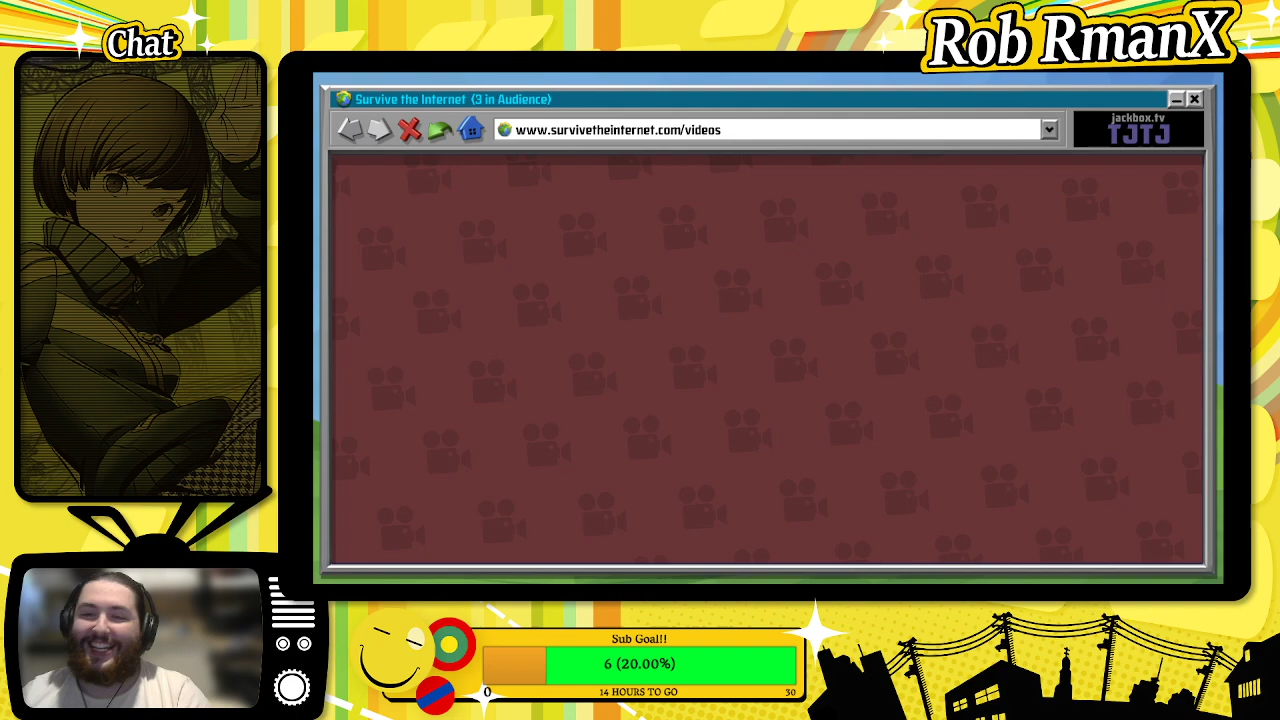 Chat
Rob RmanX
Survive the Internet (3 in Audience)
www.survivetheinternet.com/videos
jackbox.tv
TJTJ
Sub Goal!!
6 (20.00%)
0
14 HOURS TO GO
30